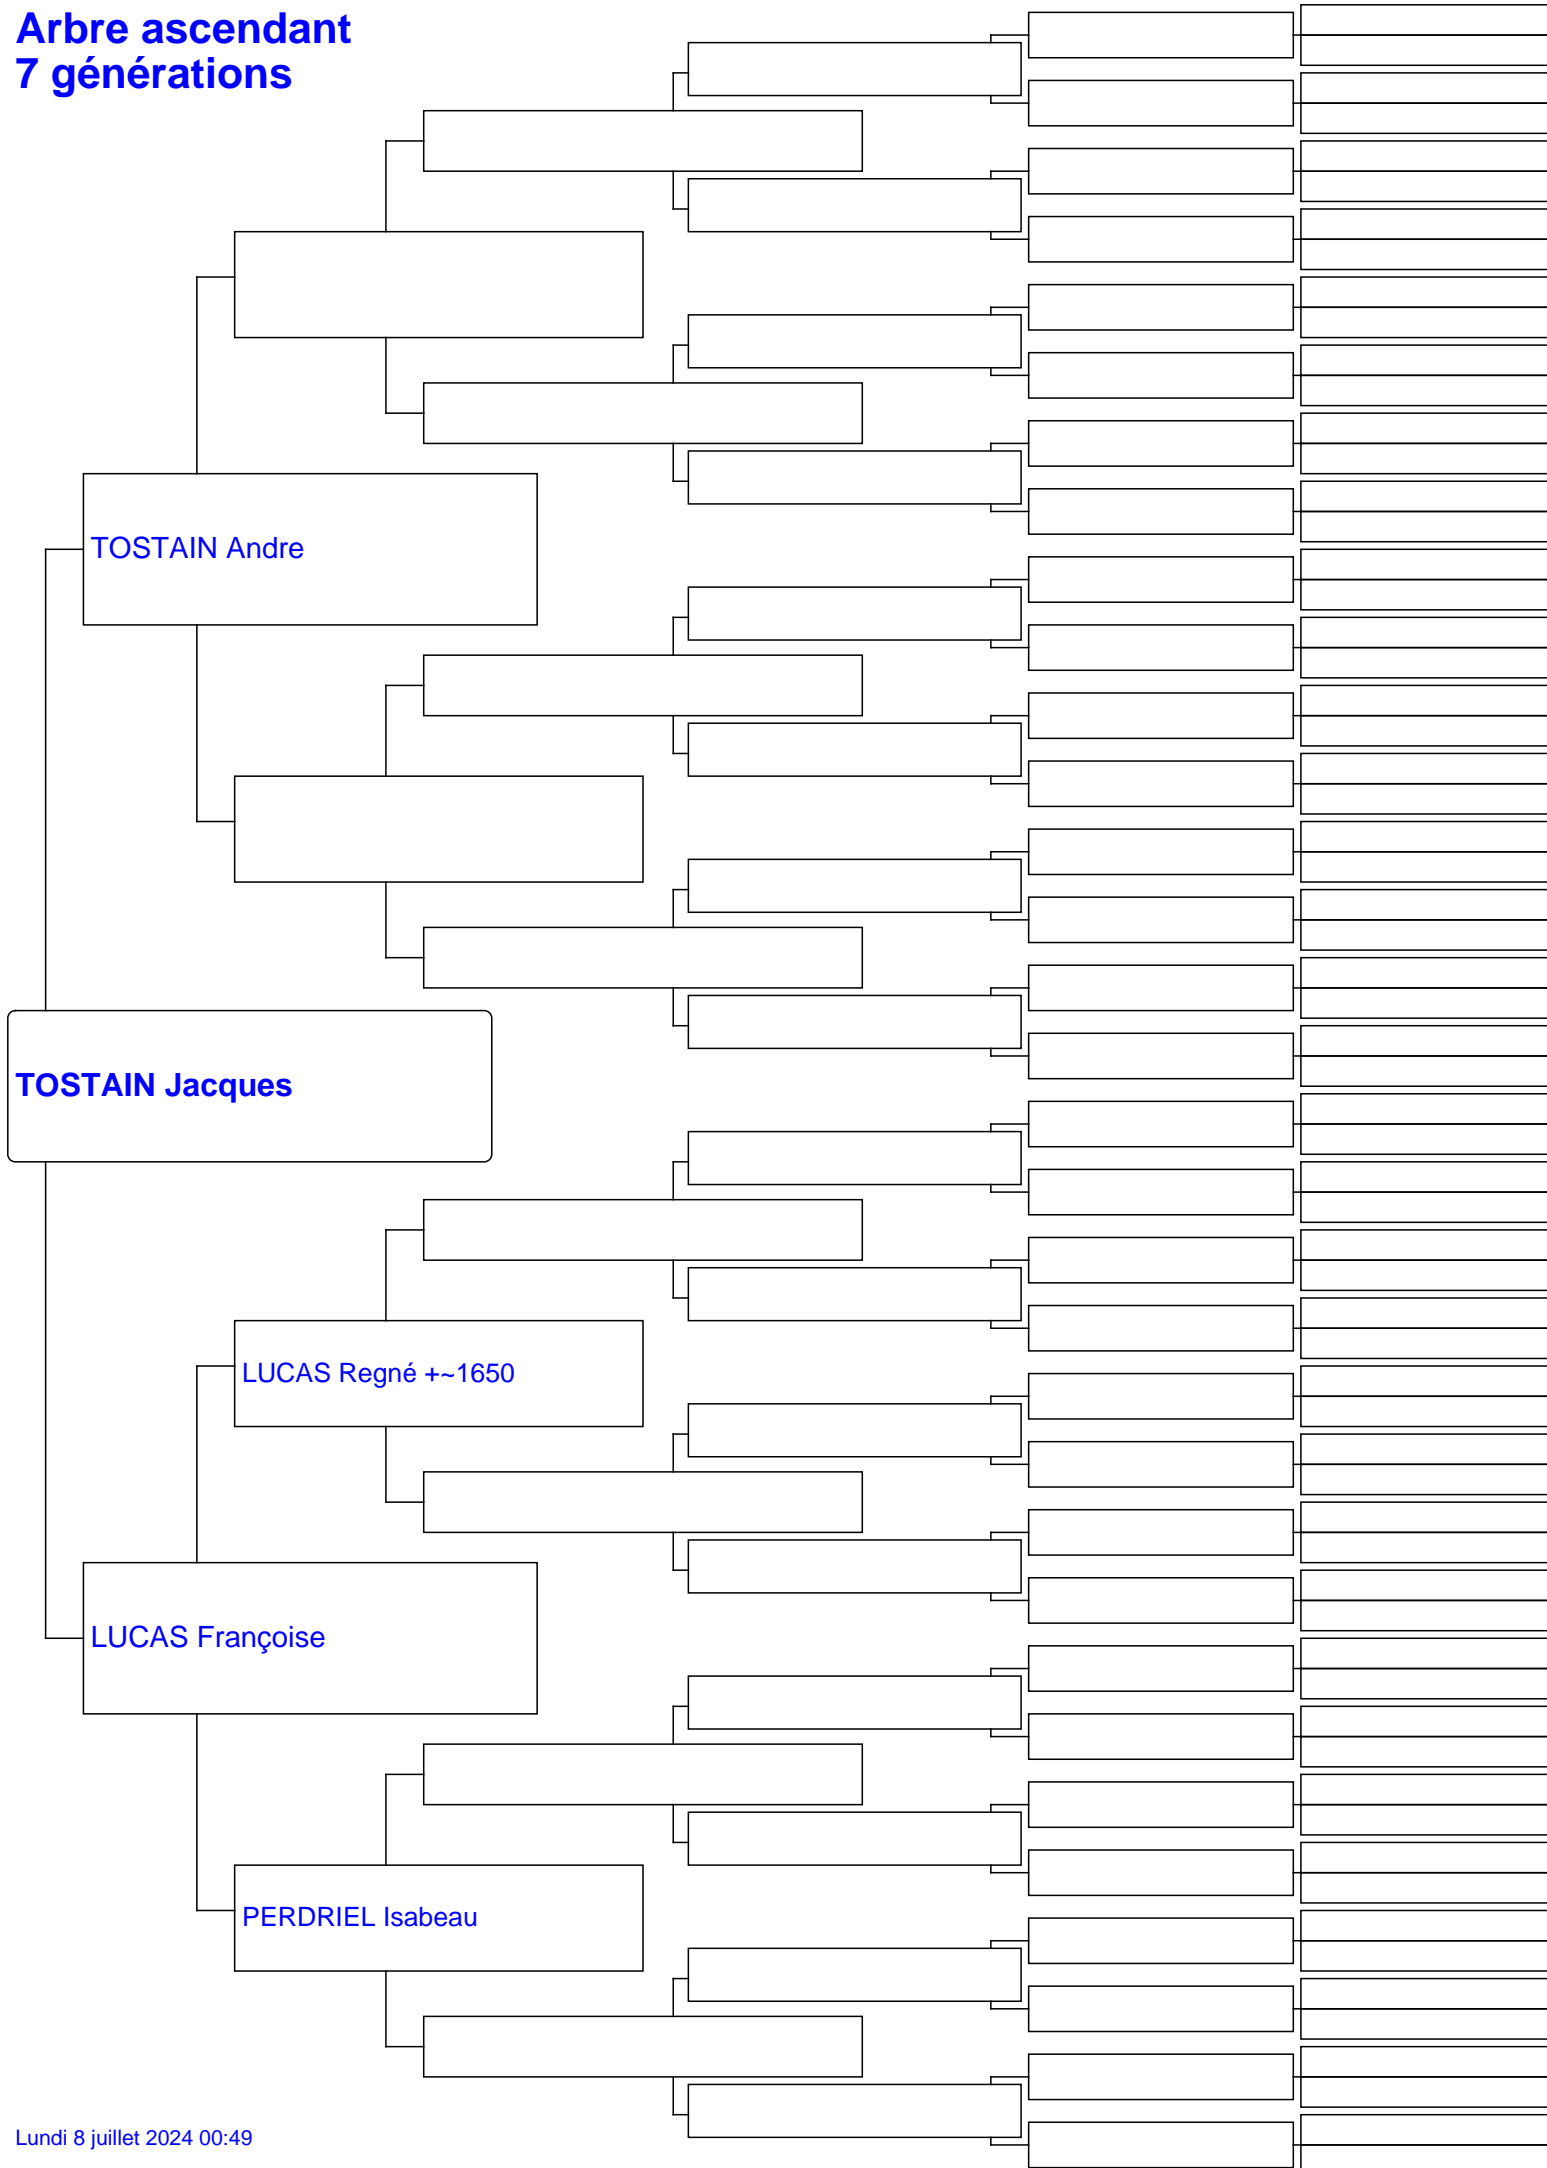 Arbre ascendant
7 générations
TOSTAIN Andre
TOSTAIN Jacques
LUCAS Regné +~1650
LUCAS Françoise
PERDRIEL Isabeau
Lundi 8 juillet 2024 00:49